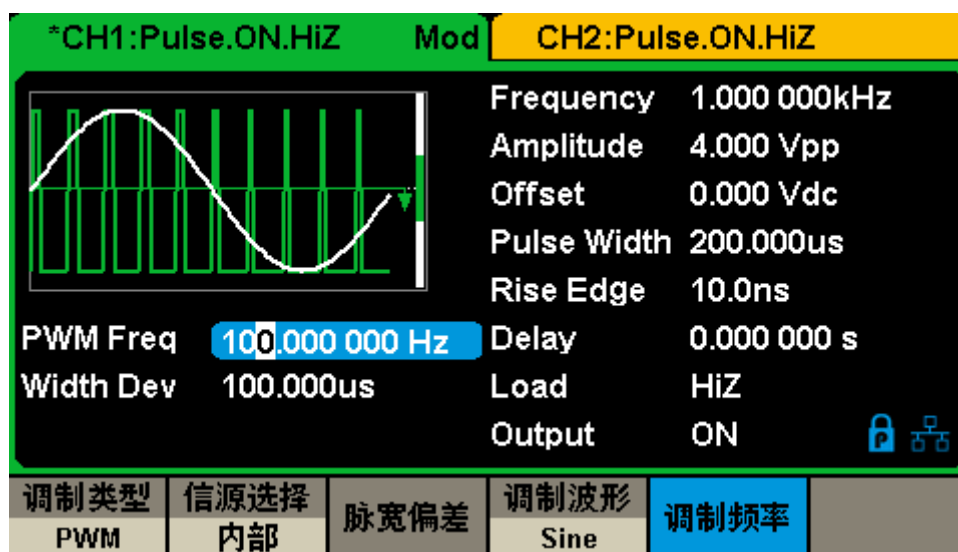 *CH1:Pulse.ON.HiZ Mod CH2:Pulse.ON.HiZ
Frequency 1.000 000kHz
Amplitude 4.000 Vpp
Offset 0.000 Vdc
Pulse Width 200.000us
Rise Edge 10.0ns
PWM Freq 100.000 000 Hz Delay 0.000 000 s
Width Dev 100.000us Load HiZ
Output ON
调制类型 信源选择 脉宽偏差 调制波形 调制频率
PWM 内部 Sine